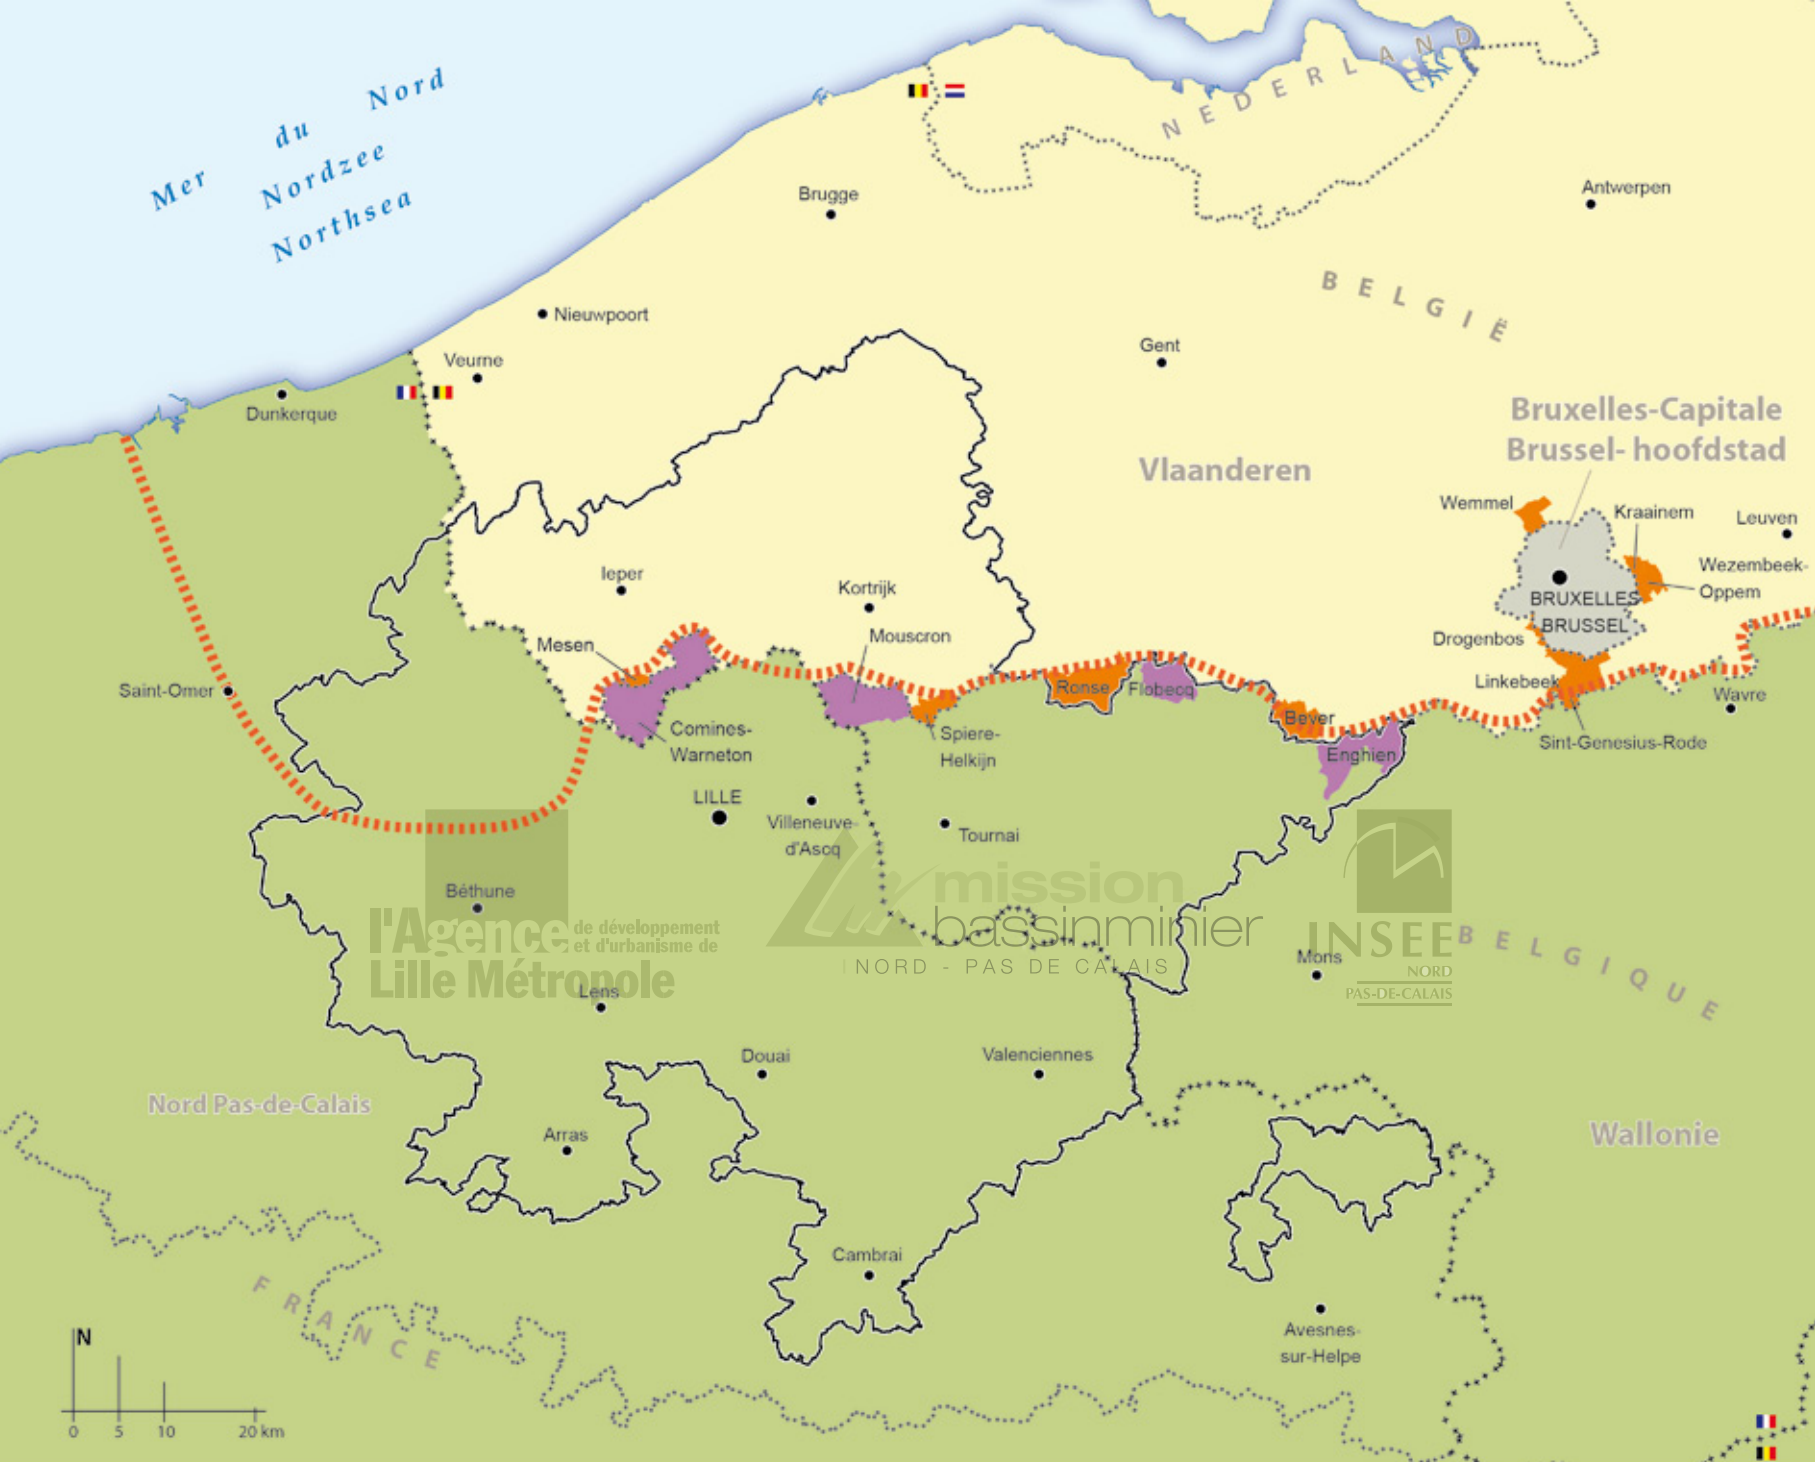 Mer du Nord
Nordzee
Northsea
NEDERLAND
Brugge
Antwerpen
BELGIË
Nieuwpoort
Veurne
Gent
Dunkerque
Bruxelles-Capitale
Brussel- hoofdstad
Vlaanderen
Wemmel
Kraainem
Leuven
Wezembeek-
Oppem
Ieper
Kortrijk
BRUXELLES
BRUSSEL
Mesen
Mouscron
Drogenbos
Saint-Omer
Ronse
Flobecq
Linkebeek
Wavre
Bever
Comines-
Warneton
Spiere-
Helkijn
Enghien
Sint-Genesius-Rode
LILLE
Villeneuve-
d'Ascq
Tournai
Béthune
l'Agence de développement
et d'urbanisme de
Lille Métropole
mission
bassinminier
NORD - PAS DE CALAIS
INSEE
NORD
PAS-DE-CALAIS
BELGIQUE
Mons
Lens
Douai
Valenciennes
Nord Pas-de-Calais
Arras
Wallonie
Cambrai
FRANCE
Avesnes-
sur-Helpe
N
0 5 10 20 km